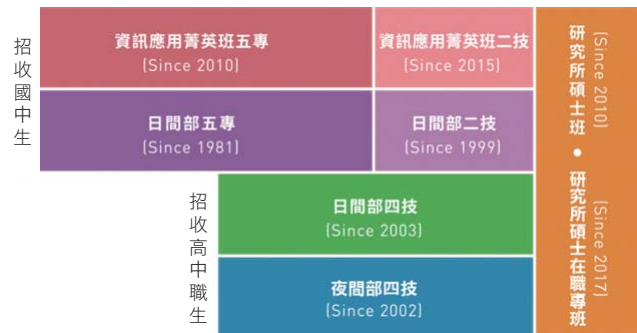 招收國中生
資訊應用菁英班五專
(Since 2010)
資訊應用菁英班二技
(Since 2015)
日間部五專
(Since 1981)
日間部二技
(Since 1999)
招收高中職生
日間部四技
(Since 2003)
夜間部四技
(Since 2002)
研究所碩士班 • 研究所碩士在職專班
(Since 2010)
(Since 2017)